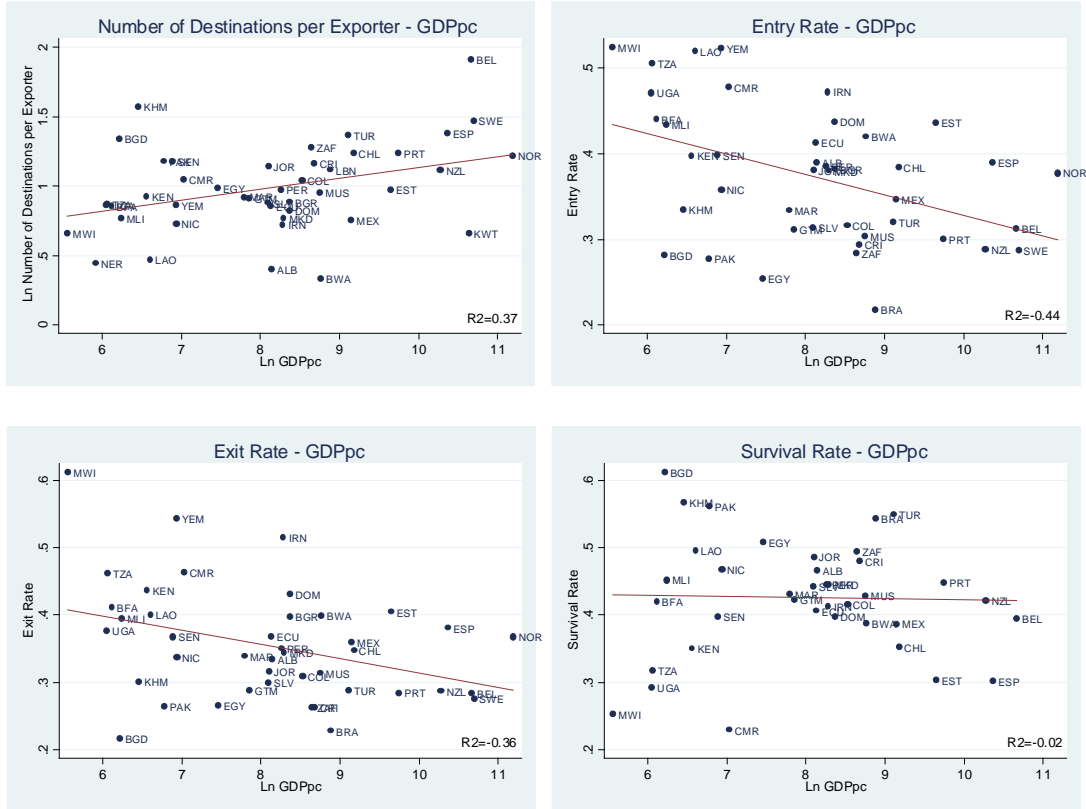 Number of Destinations per Exporter - GDPpc
Ln Number of Destinations per Exporter
2
1.5
1
.5
0
BEL
KHM
SWE
BGD
ESP
TUR
ZAF
CHL
PRT
NOR
SEN
CRI
JOR
LBN
NZL
CMR
COL
EGY
PER
MUS
EST
KEN
MAR
BGR
YEM
TZA
DOM
MLI
MKD
MEX
NIC
IRN
MWI
KWT
LAO
NER
ALB
BWA
R2=0.37
6 7 8 9 10 11
Ln GDPpc
Entry Rate - GDPpc
Entry Rate
.5
.4
.3
.2
MWI
LAO
YEM
TZA
CMR
UGA
IRN
BFA
MLI
DOM
EST
BWA
ECU
KEN
SEN
ALB
ESP
CHL
NOR
NIC
MEX
KHM
MAR
TUR
GTM
SLV
COL
BEL
MUS
PRT
CRI
NZL
SWE
BGD
PAK
ZAF
EGY
BRA
R2=-0.44
6 7 8 9 10 11
Ln GDPpc
Exit Rate - GDPpc
Exit Rate
.6
.5
.4
.3
.2
MWI
YEM
IRN
TZA
CMR
KEN
DOM
BFA
EST
LAO
MLI
BGR
BWA
UGA
ESP
SEN
ECU
NOR
MEX
PER
CHL
MKD
NIC
MAR
ALB
JOR
MUS
COL
KHM
SLV
GTM
TUR
PRT
NZL
BEL
SWE
PAK
EGY
BRA
BGD
R2=-0.36
6 7 8 9 10 11
Ln GDPpc
Survival Rate - GDPpc
Survival Rate
.6
.5
.4
.3
.2
BGD
KHM
PAK
TUR
BRA
EGY
LAO
ZAF
JOR
CRI
NIC
ALB
MLI
PRT
SLV
MAR
MUS
BFA
GTM
NZL
COL
IRN
ECU
SEN
DOM
BEL
BWA
MEX
KEN
CHL
TZA
EST
ESP
UGA
MWI
CMR
R2=-0.02
6 7 8 9 10 11
Ln GDPpc